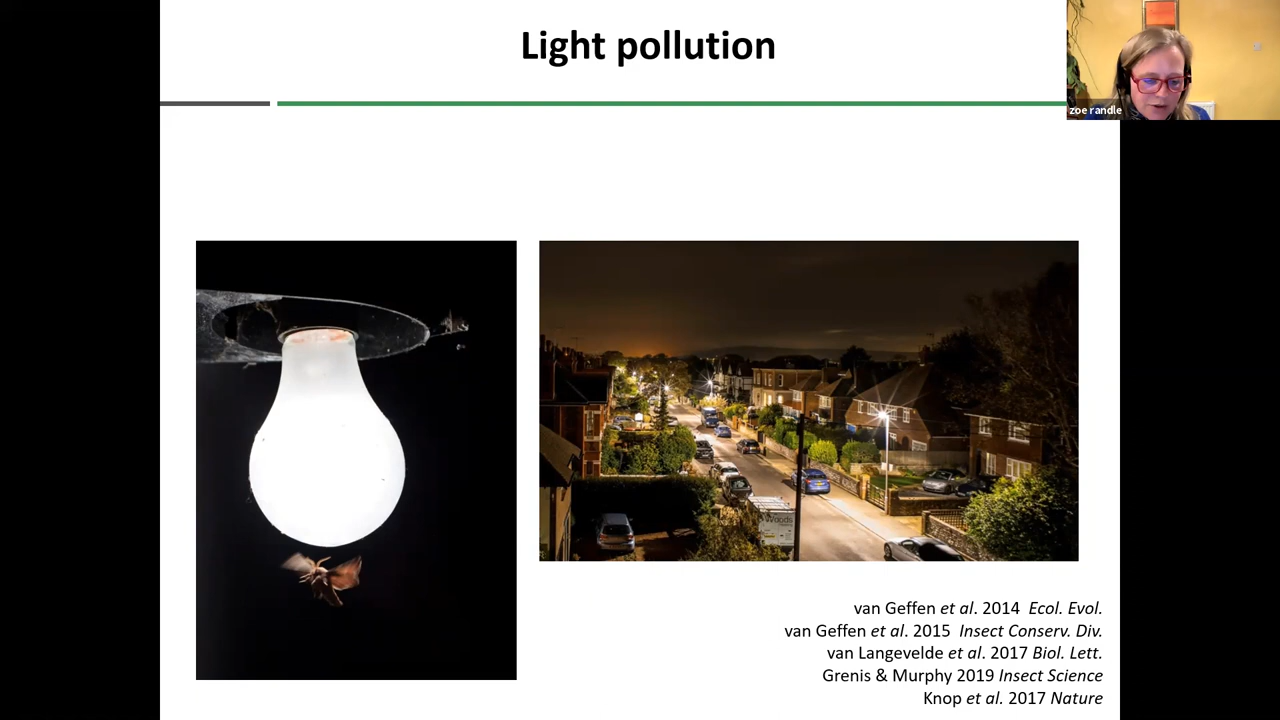 Light pollution
zoe randle
Woods
van Geffen et al. 2014 Ecol. Evol.
van Geffen et al. 2015 Insect Conserv. Div.
van Langevelde et al. 2017 Biol. Lett.
Grenis & Murphy 2019 Insect Science
Knop et al. 2017 Nature